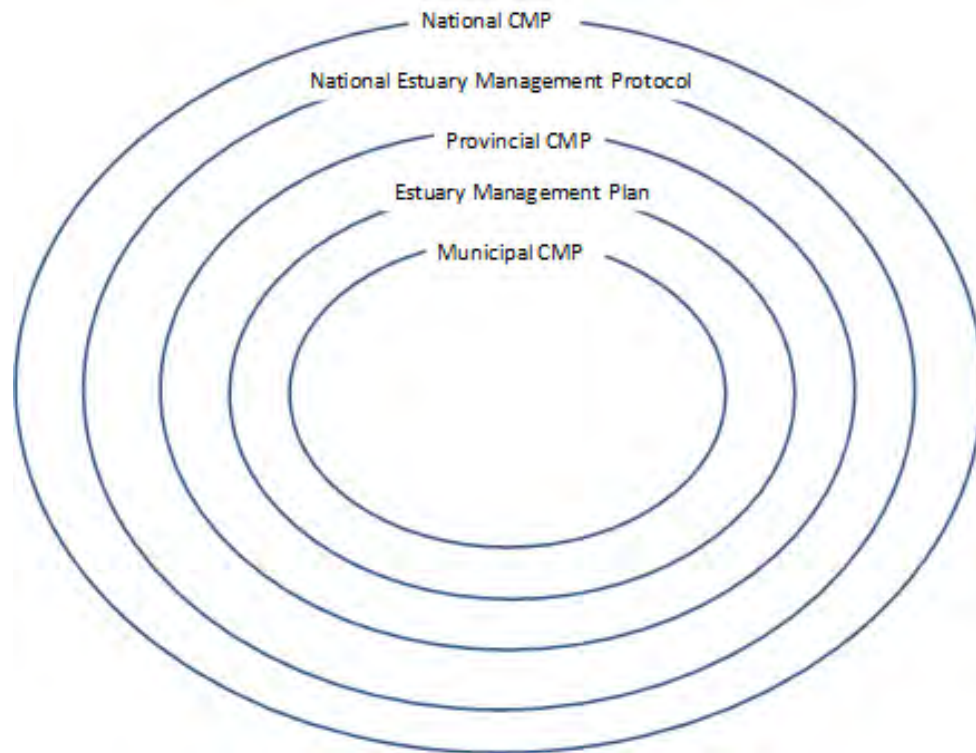 National CMP
National Estuary Management Protocol
Provincial CMP
Estuary Management Plan
Municipal CMP